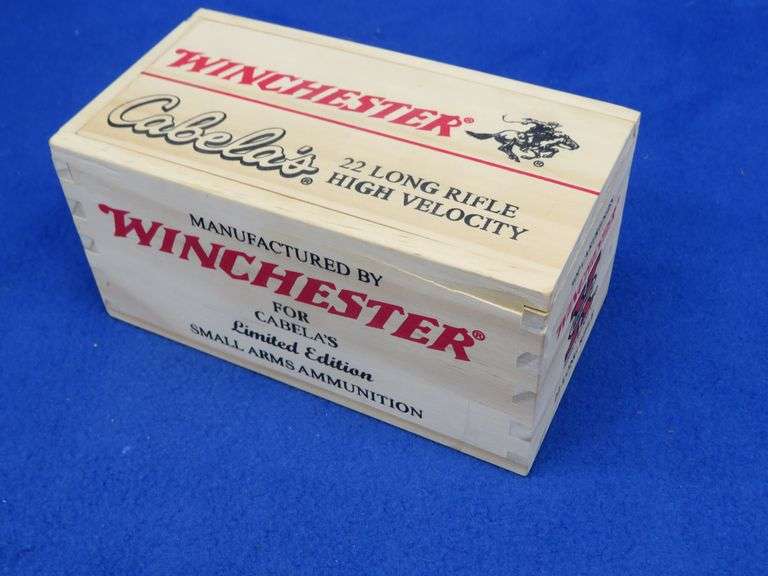 WINCHESTER®
Cabela's®
22 LONG RIFLE
HIGH VELOCITY
®
MANUFACTURED BY
WINCHESTER®
FOR
CABELA'S
Limited Edition
SMALL ARMS AMMUNITION